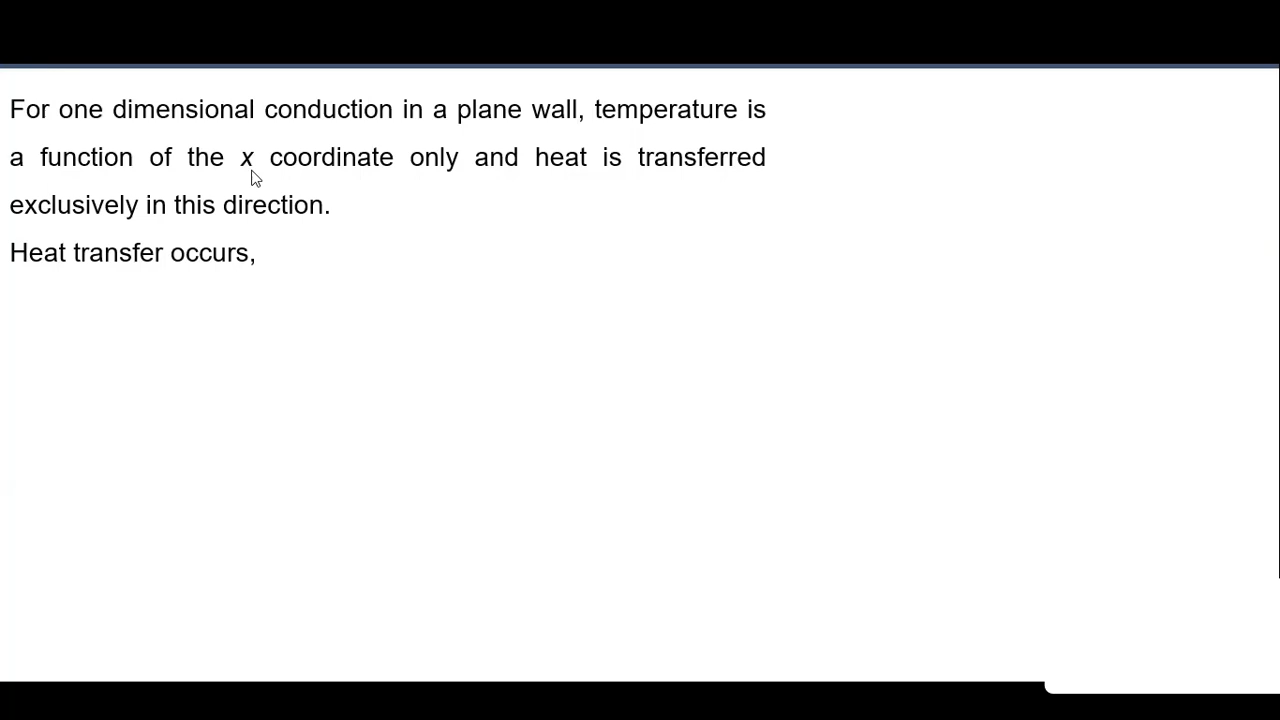 For one dimensional conduction in a plane wall, temperature is
a function of the x coordinate only and heat is transferred
exclusively in this direction.
Heat transfer occurs,